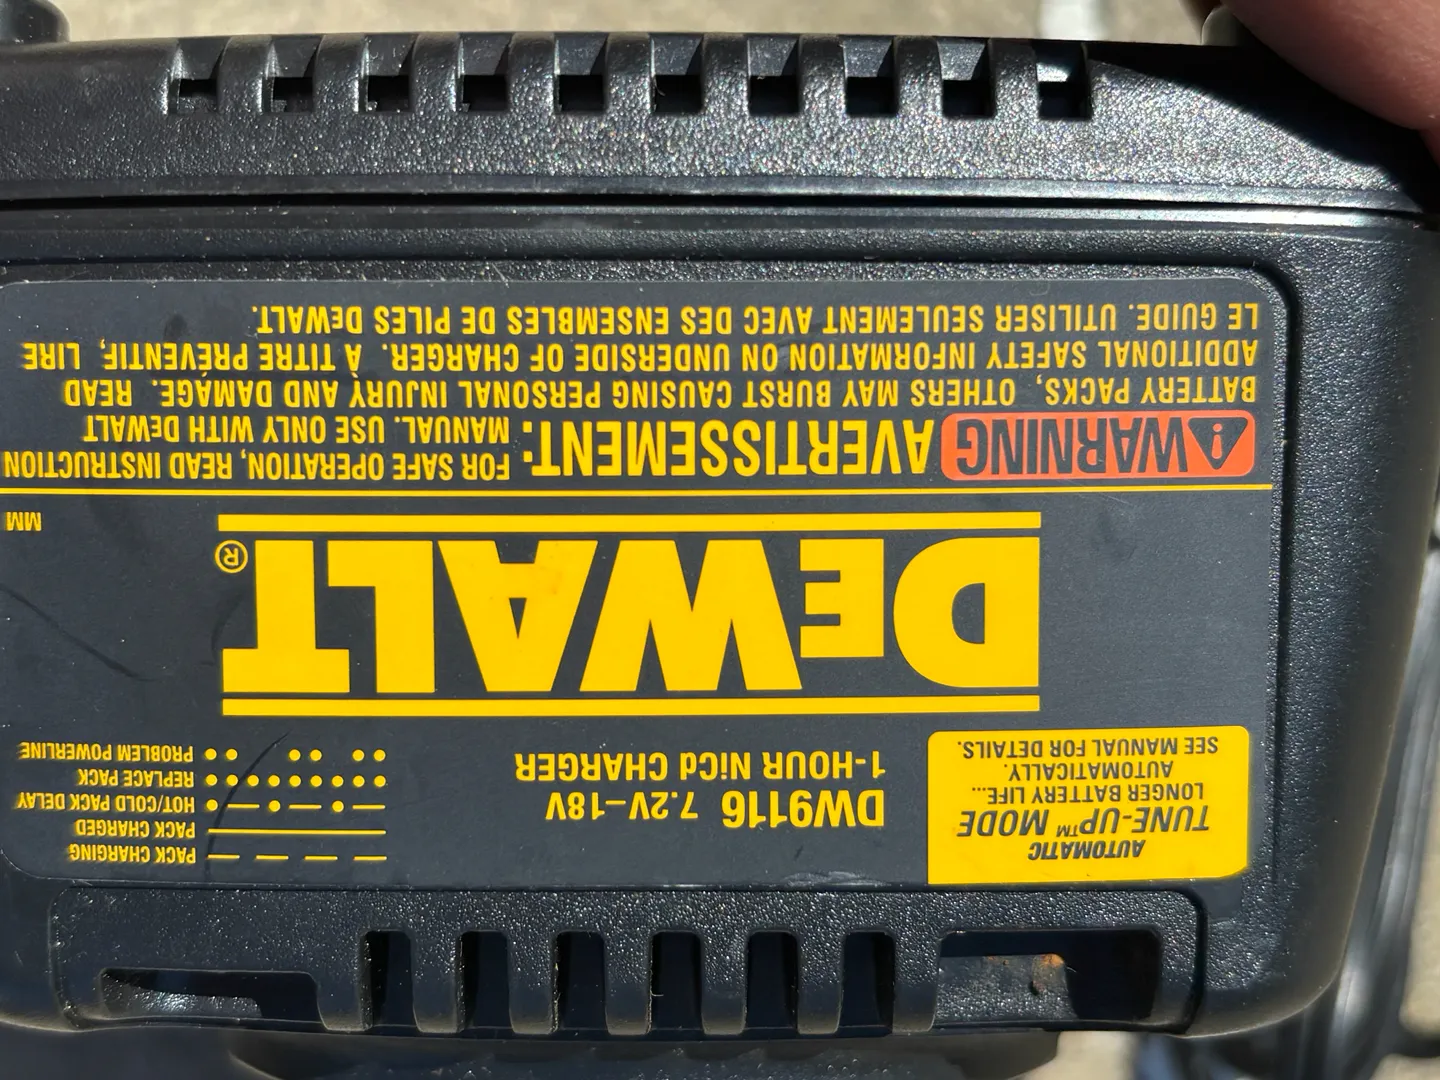 PACK CHARGING
PACK CHARGED
HOT/COLD PACK DELAY
REPLACE PACK
PROBLEM POWERLINE
AUTOMATIC
TUNE-UP™ MODE
LONGER BATTERY LIFE...
AUTOMATICALLY.
SEE MANUAL FOR DETAILS.
DW9116 7.2V–18V
1-HOUR NiCd CHARGER
DEWALT®
MM
⚠WARNING AVERTISSEMENT: FOR SAFE OPERATION, READ INSTRUCTION
MANUAL. USE ONLY WITH DEWALT
BATTERY PACKS, OTHERS MAY BURST CAUSING PERSONAL INJURY AND DAMAGE. READ
ADDITIONAL SAFETY INFORMATION ON UNDERSIDE OF CHARGER. À TITRE PRÉVENTIF, LIRE
LE GUIDE. UTILISER SEULEMENT AVEC DES ENSEMBLES DE PILES DEWALT.